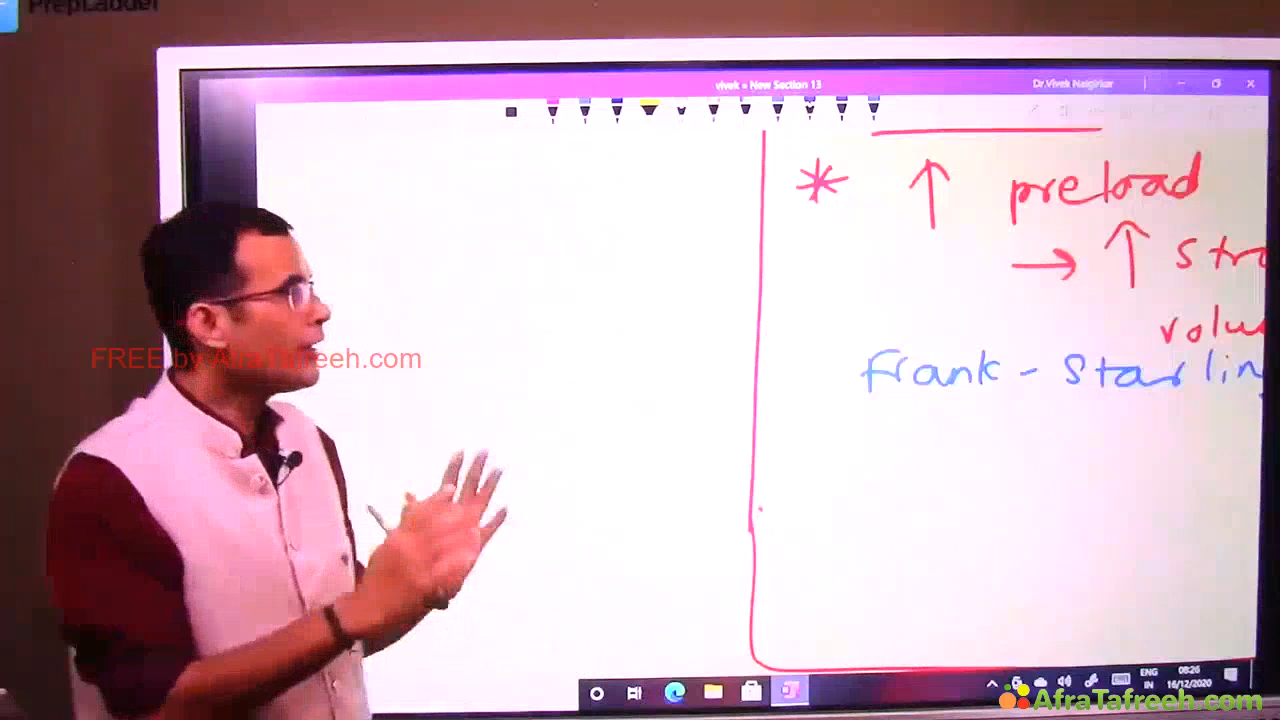 PrepLadder
vivek » New Section 13
Dr.Vivek Nalgirkar
* ↑ preload
→ ↑ stro
volu
Frank - Starlin
FREE by AfraTafreeh.com
ENG
IN
08:26
16/12/2020
AfraTafreeh.com